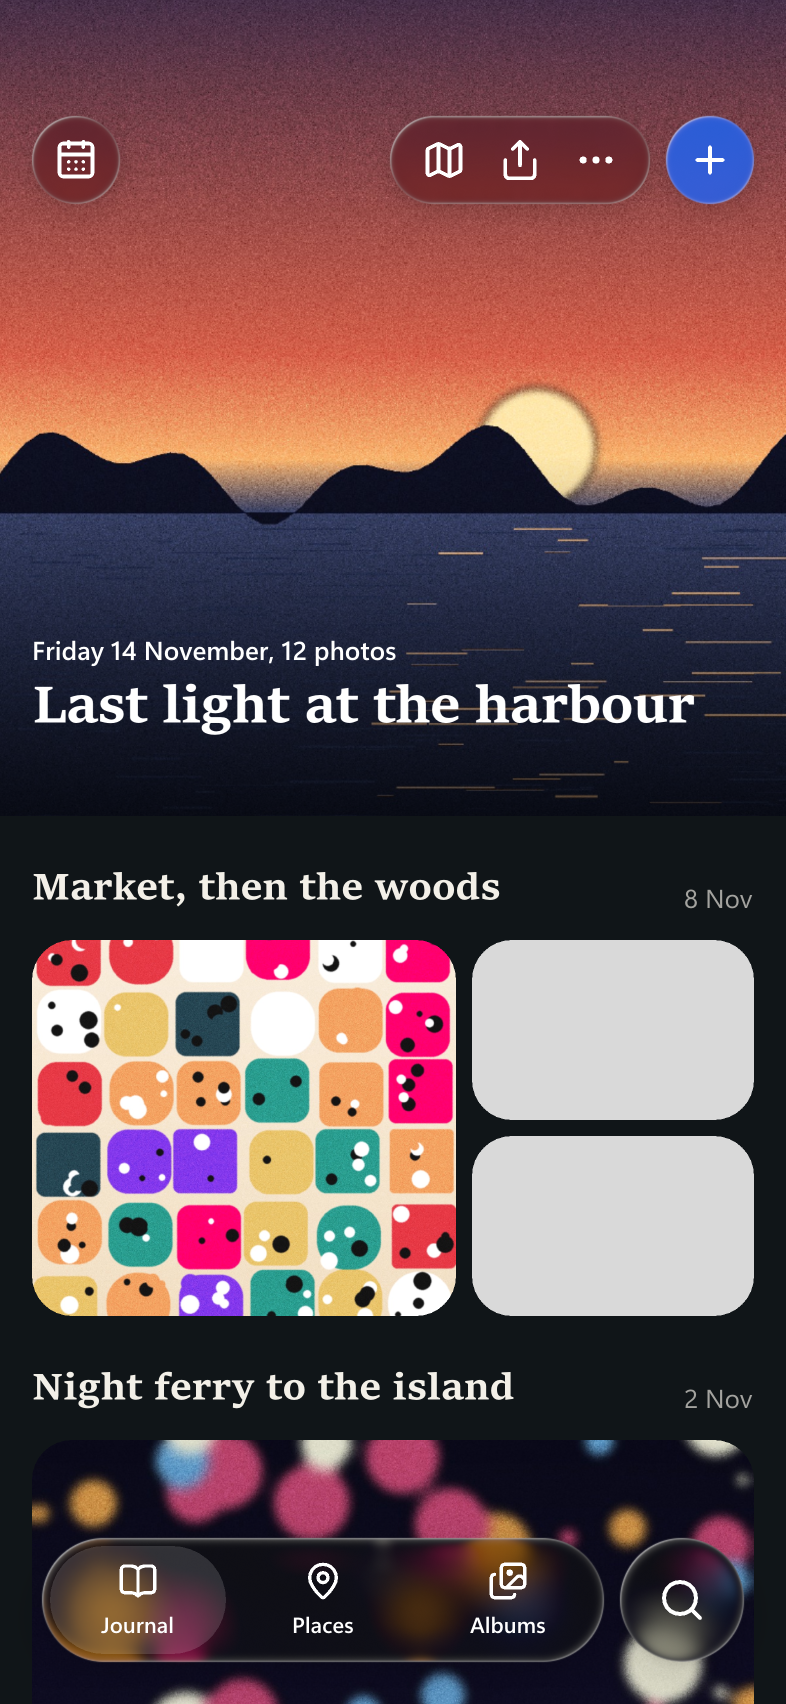 Friday 14 November, 12 photos
Last light at the harbour
Market, then the woods
8 Nov
Night ferry to the island
2 Nov
Journal
Places
Albums